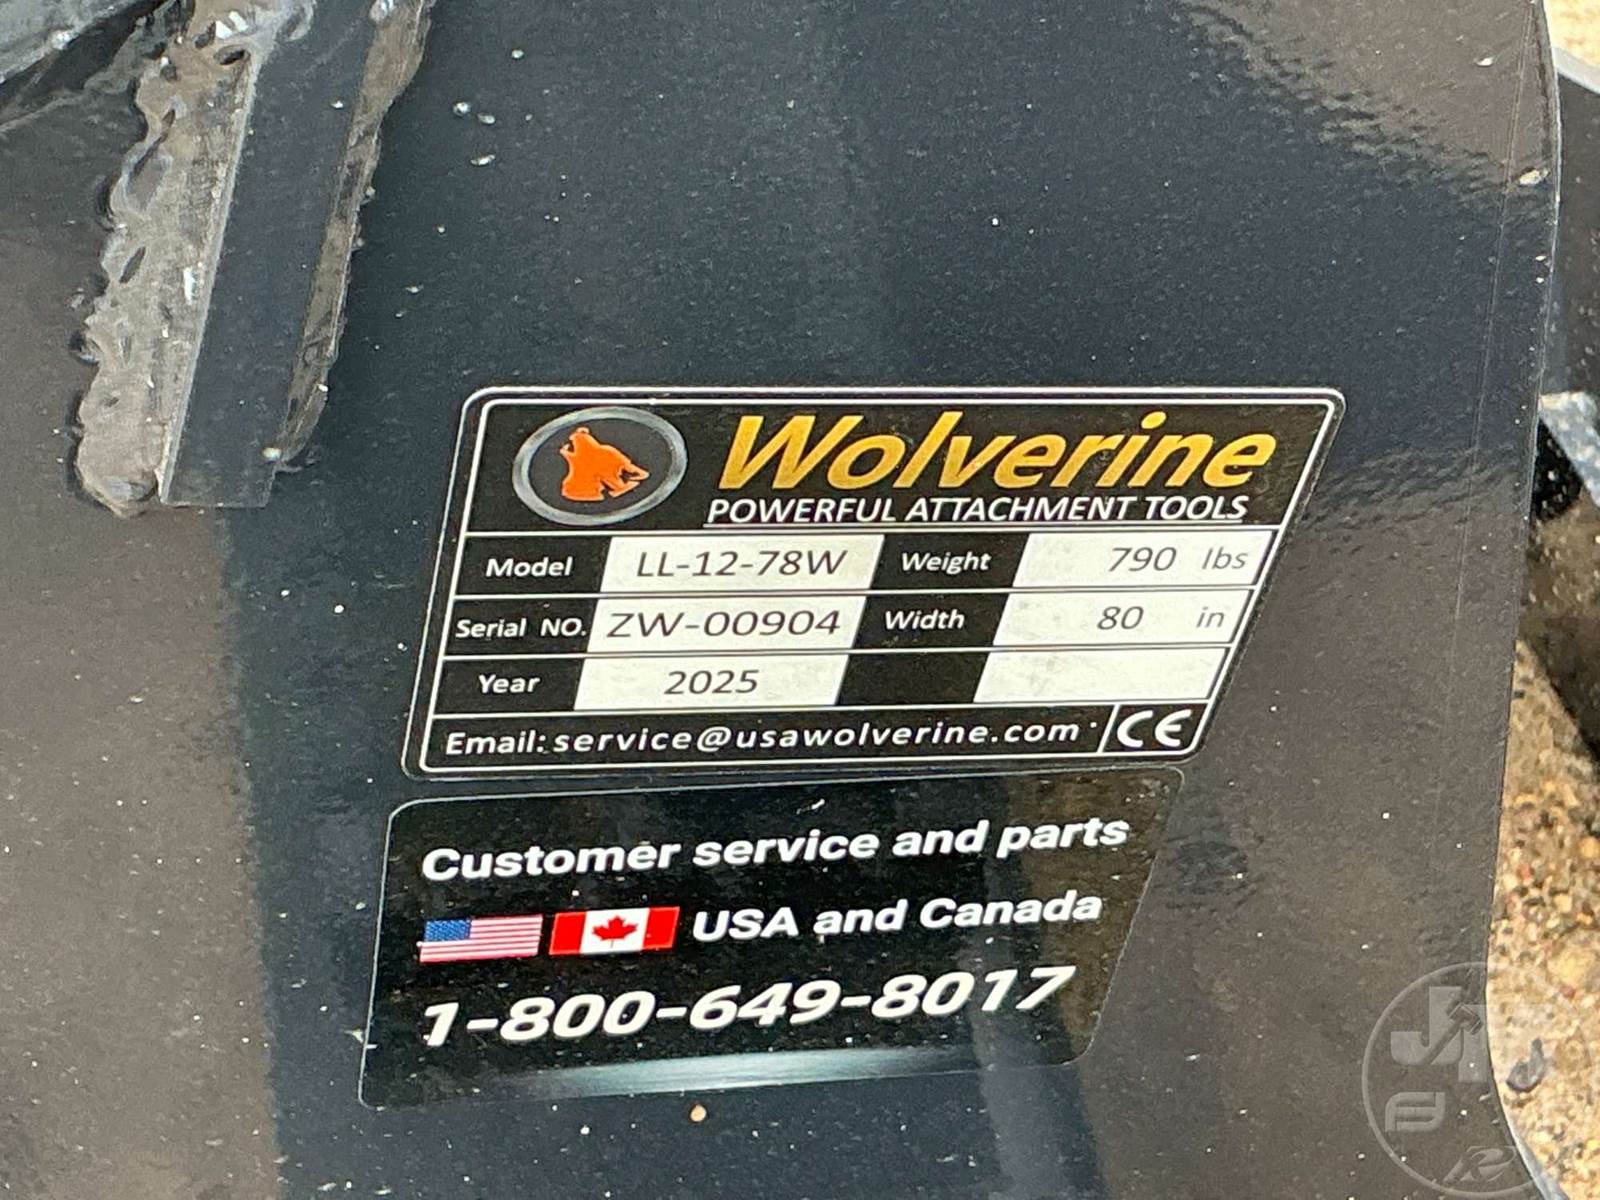 Wolverine
POWERFUL ATTACHMENT TOOLS
Model LL-12-78W Weight 790 lbs
Serial NO. ZW-00904 Width 80 in
Year 2025
Email: service@usawolverine.com CE
Customer service and parts
USA and Canada
1-800-649-8017